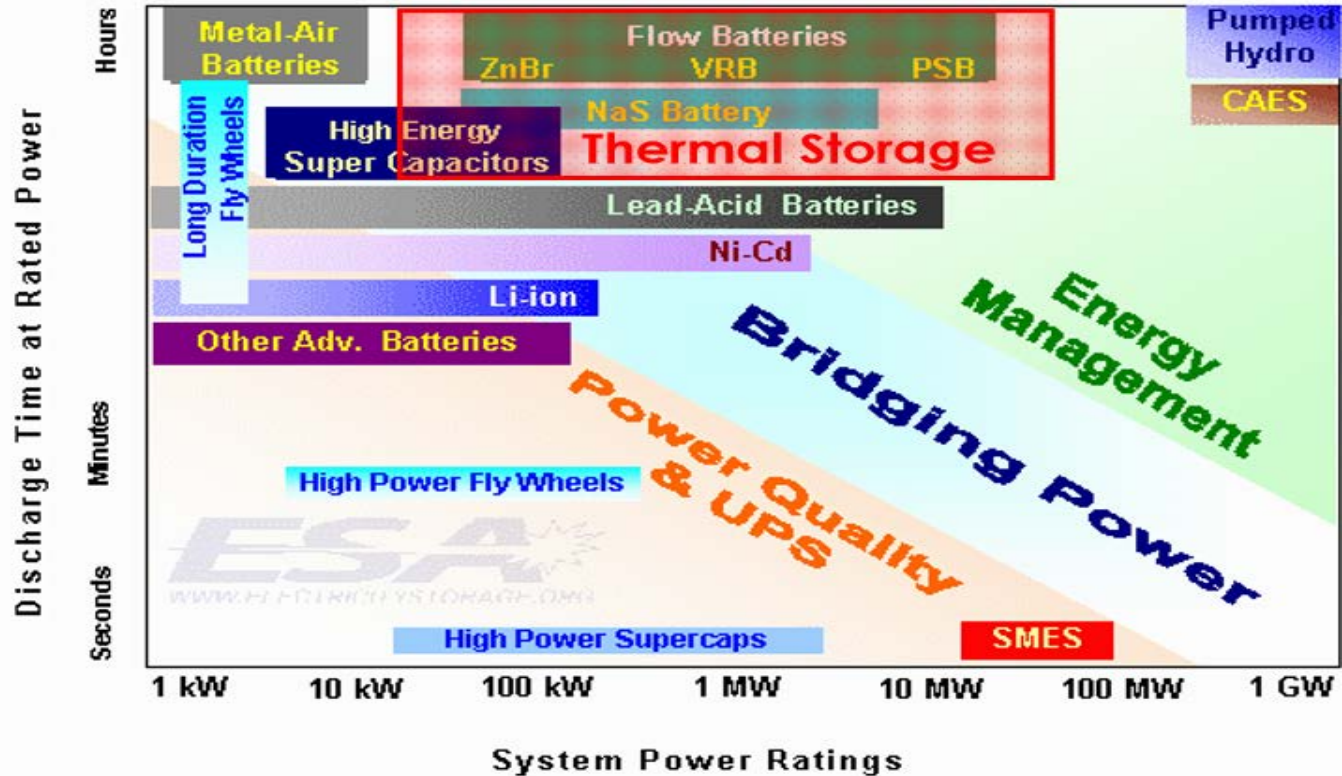 Discharge Time at Rated Power
Hours
Minutes
Seconds
Metal-Air
Batteries
Flow Batteries
ZnBr VRB PSB
Pumped
Hydro
NaS Battery
CAES
High Energy
Super Capacitors
Thermal Storage
Long Duration
Fly Wheels
Lead-Acid Batteries
Ni-Cd
Li-ion
Other Adv. Batteries
Energy
Management
Bridging Power
Power Quality
& UPS
High Power Fly Wheels
ESA
WWW.ELECTRICITYSTORAGE.ORG
High Power Supercaps
SMES
1 kW 10 kW 100 kW 1 MW 10 MW 100 MW 1 GW
System Power Ratings